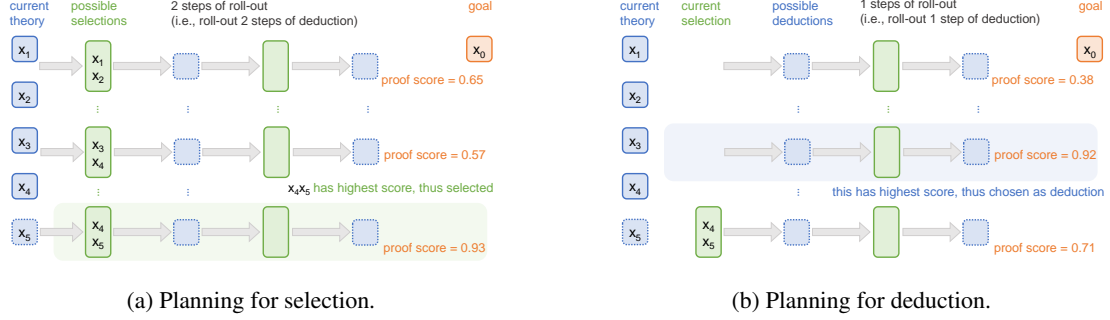 current theory
possible selections
2 steps of roll-out
(i.e., roll-out 2 steps of deduction)
goal
x1
x1
x2
x0
proof score = 0.65
x2
x3
x3
x4
proof score = 0.57
x4
x4x5 has highest score, thus selected
x5
x4
x5
proof score = 0.93
(a) Planning for selection.
current theory
current selection
possible deductions
1 steps of roll-out
(i.e., roll-out 1 step of deduction)
goal
x1
x0
proof score = 0.38
x2
x3
proof score = 0.92
x4
this has highest score, thus chosen as deduction
x5
x4
x5
proof score = 0.71
(b) Planning for deduction.